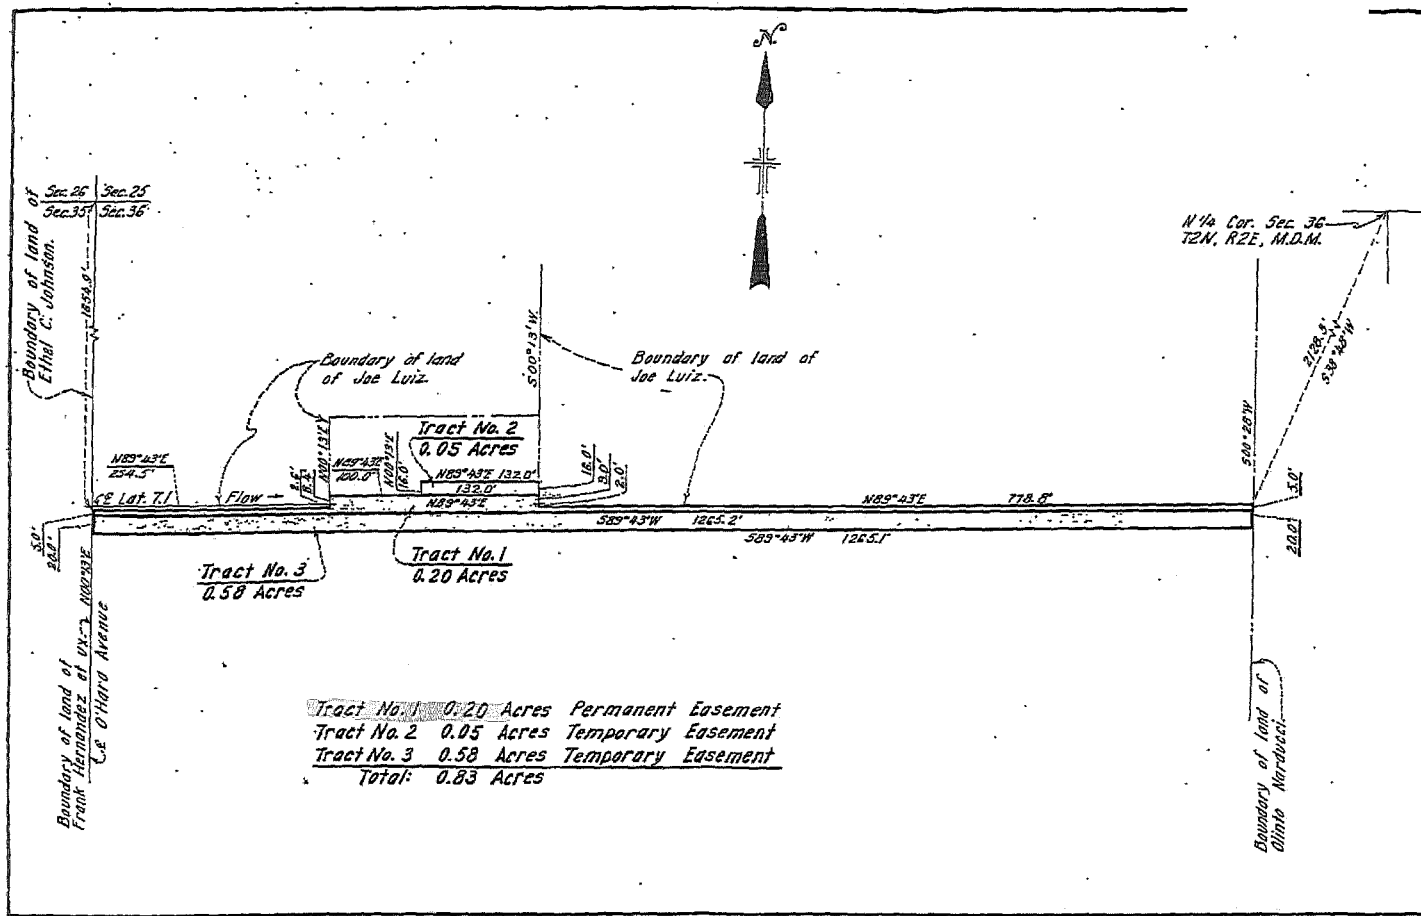 N
Sec. 26 Sec. 25
Sec. 35 Sec. 36
Boundary of land of
Ethel C. Johnson.
1854.9'
N 1/4 Cor. Sec. 36
T2N, R2E, M.D.M.
2128.3'
S38°48'W
S00°28'W
S00°13'W
Boundary of land
of Joe Luiz.
Boundary of land of
Joe Luiz.
N00°13'E
Tract No. 2
0.05 Acres
N89°43'E
254.5'
¢ Lat. 7.1
Flow
8.4'
N89°43'E
100.0'
N00°13'E
16.0'
N89°43'E 132.0'
132.0'
N89°43'E
16.0'
9.0'
2.0'
N89°43'E 778.8'
S89°43'W 1265.2'
S89°43'W 1265.1'
5.0'
20.0'
5.0'
20.0'
Tract No. 3
0.58 Acres
Tract No. 1
0.20 Acres
N00°13'E
Boundary of land of
Frank Hernandez et ux.
¢ O'Hara Avenue
Tract No. 1 0.20 Acres Permanent Easement
Tract No. 2 0.05 Acres Temporary Easement
Tract No. 3 0.58 Acres Temporary Easement
Total: 0.83 Acres
Boundary of land of
Olinto Narducci.